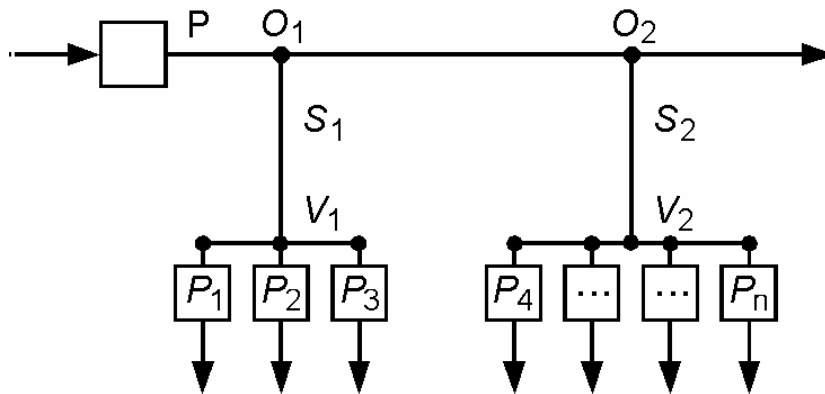 P O₁ O₂
S₁ S₂
V₁ V₂
P₁ P₂ P₃ P₄ ... ... Pₙ